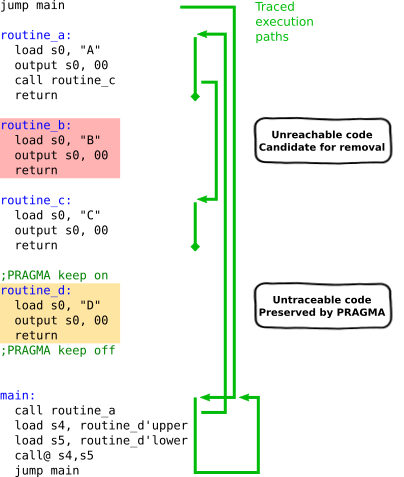 jump main
Traced
execution
paths
routine_a:
load s0, "A"
output s0, 00
call routine_c
return
routine_b:
load s0, "B"
output s0, 00
return
Unreachable code
Candidate for removal
routine_c:
load s0, "C"
output s0, 00
return
;PRAGMA keep on
routine_d:
load s0, "D"
output s0, 00
return
;PRAGMA keep off
Untraceable code
Preserved by PRAGMA
main:
call routine_a
load s4, routine_d'upper
load s5, routine_d'lower
call@ s4,s5
jump main